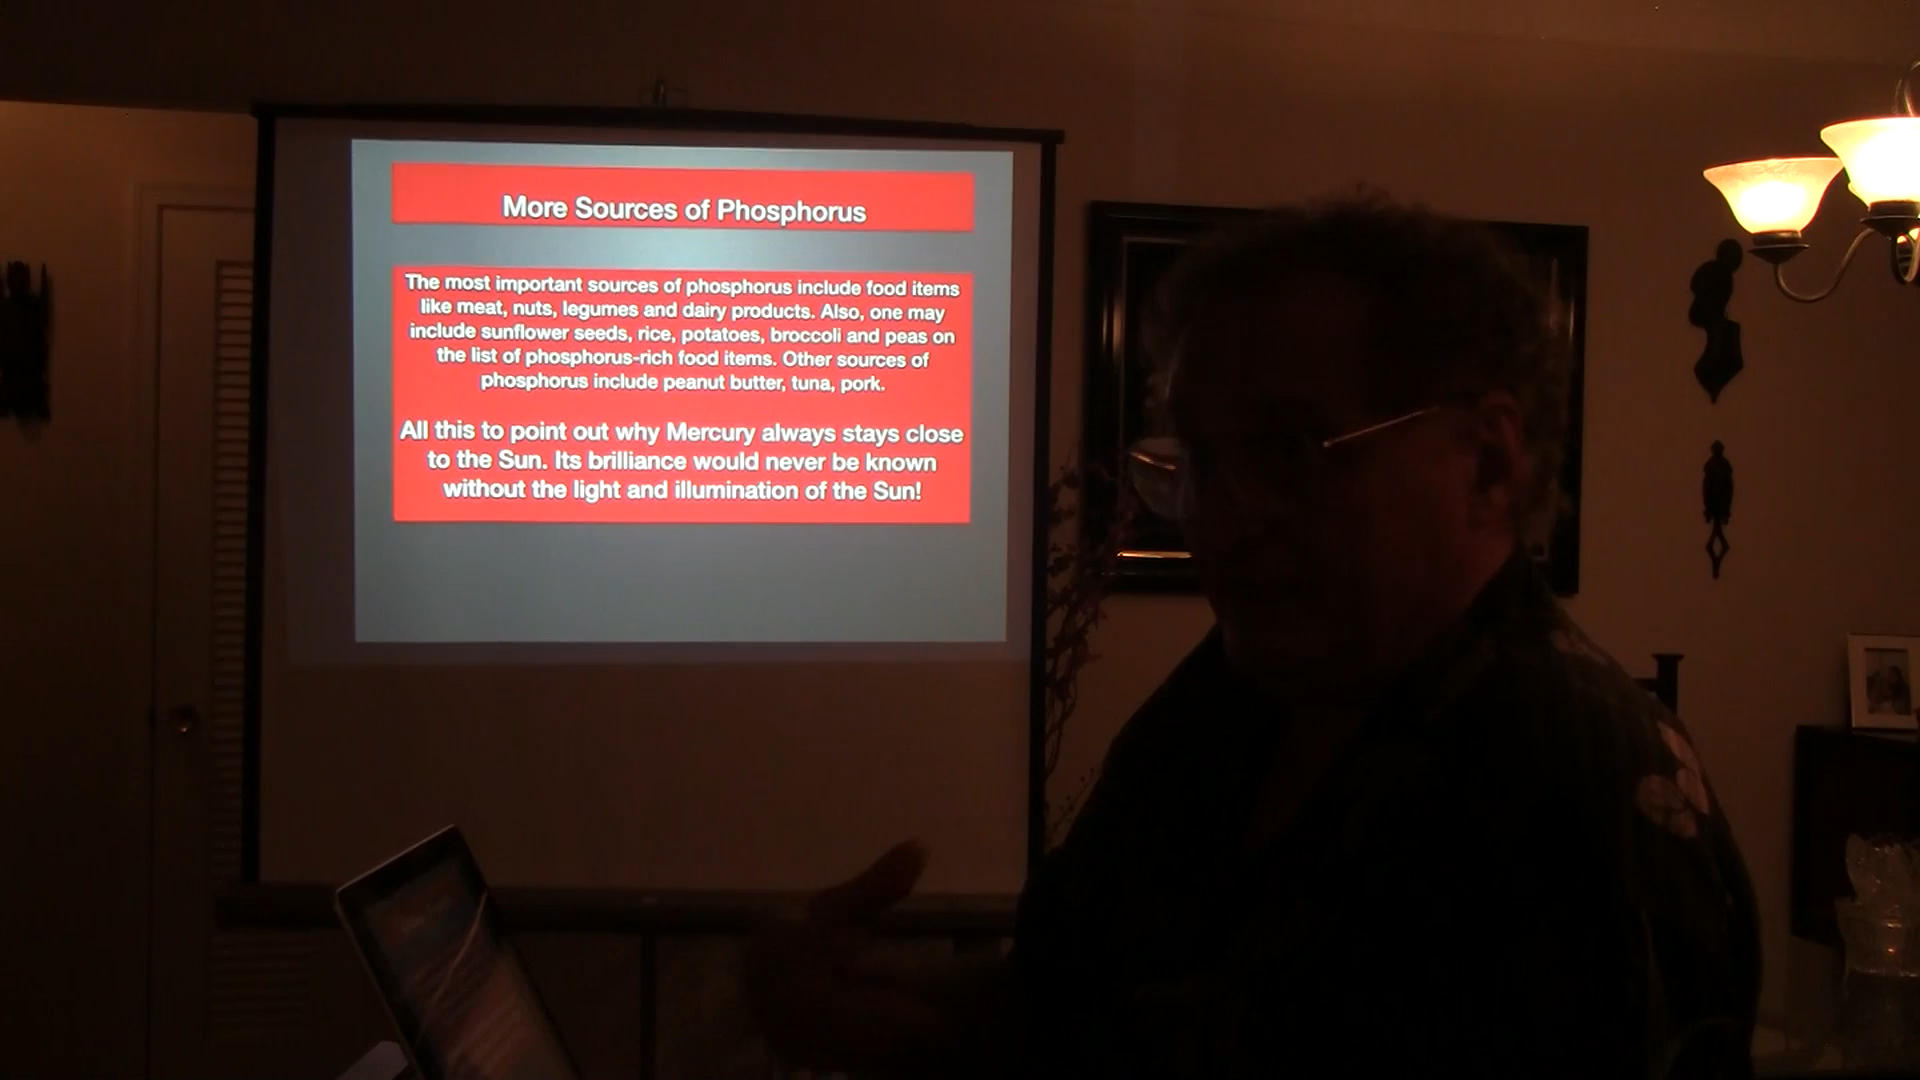 More Sources of Phosphorus
The most important sources of phosphorus include food items
like meat, nuts, legumes and dairy products. Also, one may
include sunflower seeds, rice, potatoes, broccoli and peas on
the list of phosphorus-rich food items. Other sources of
phosphorus include peanut butter, tuna, pork.
All this to point out why Mercury always stays close
to the Sun. Its brilliance would never be known
without the light and illumination of the Sun!